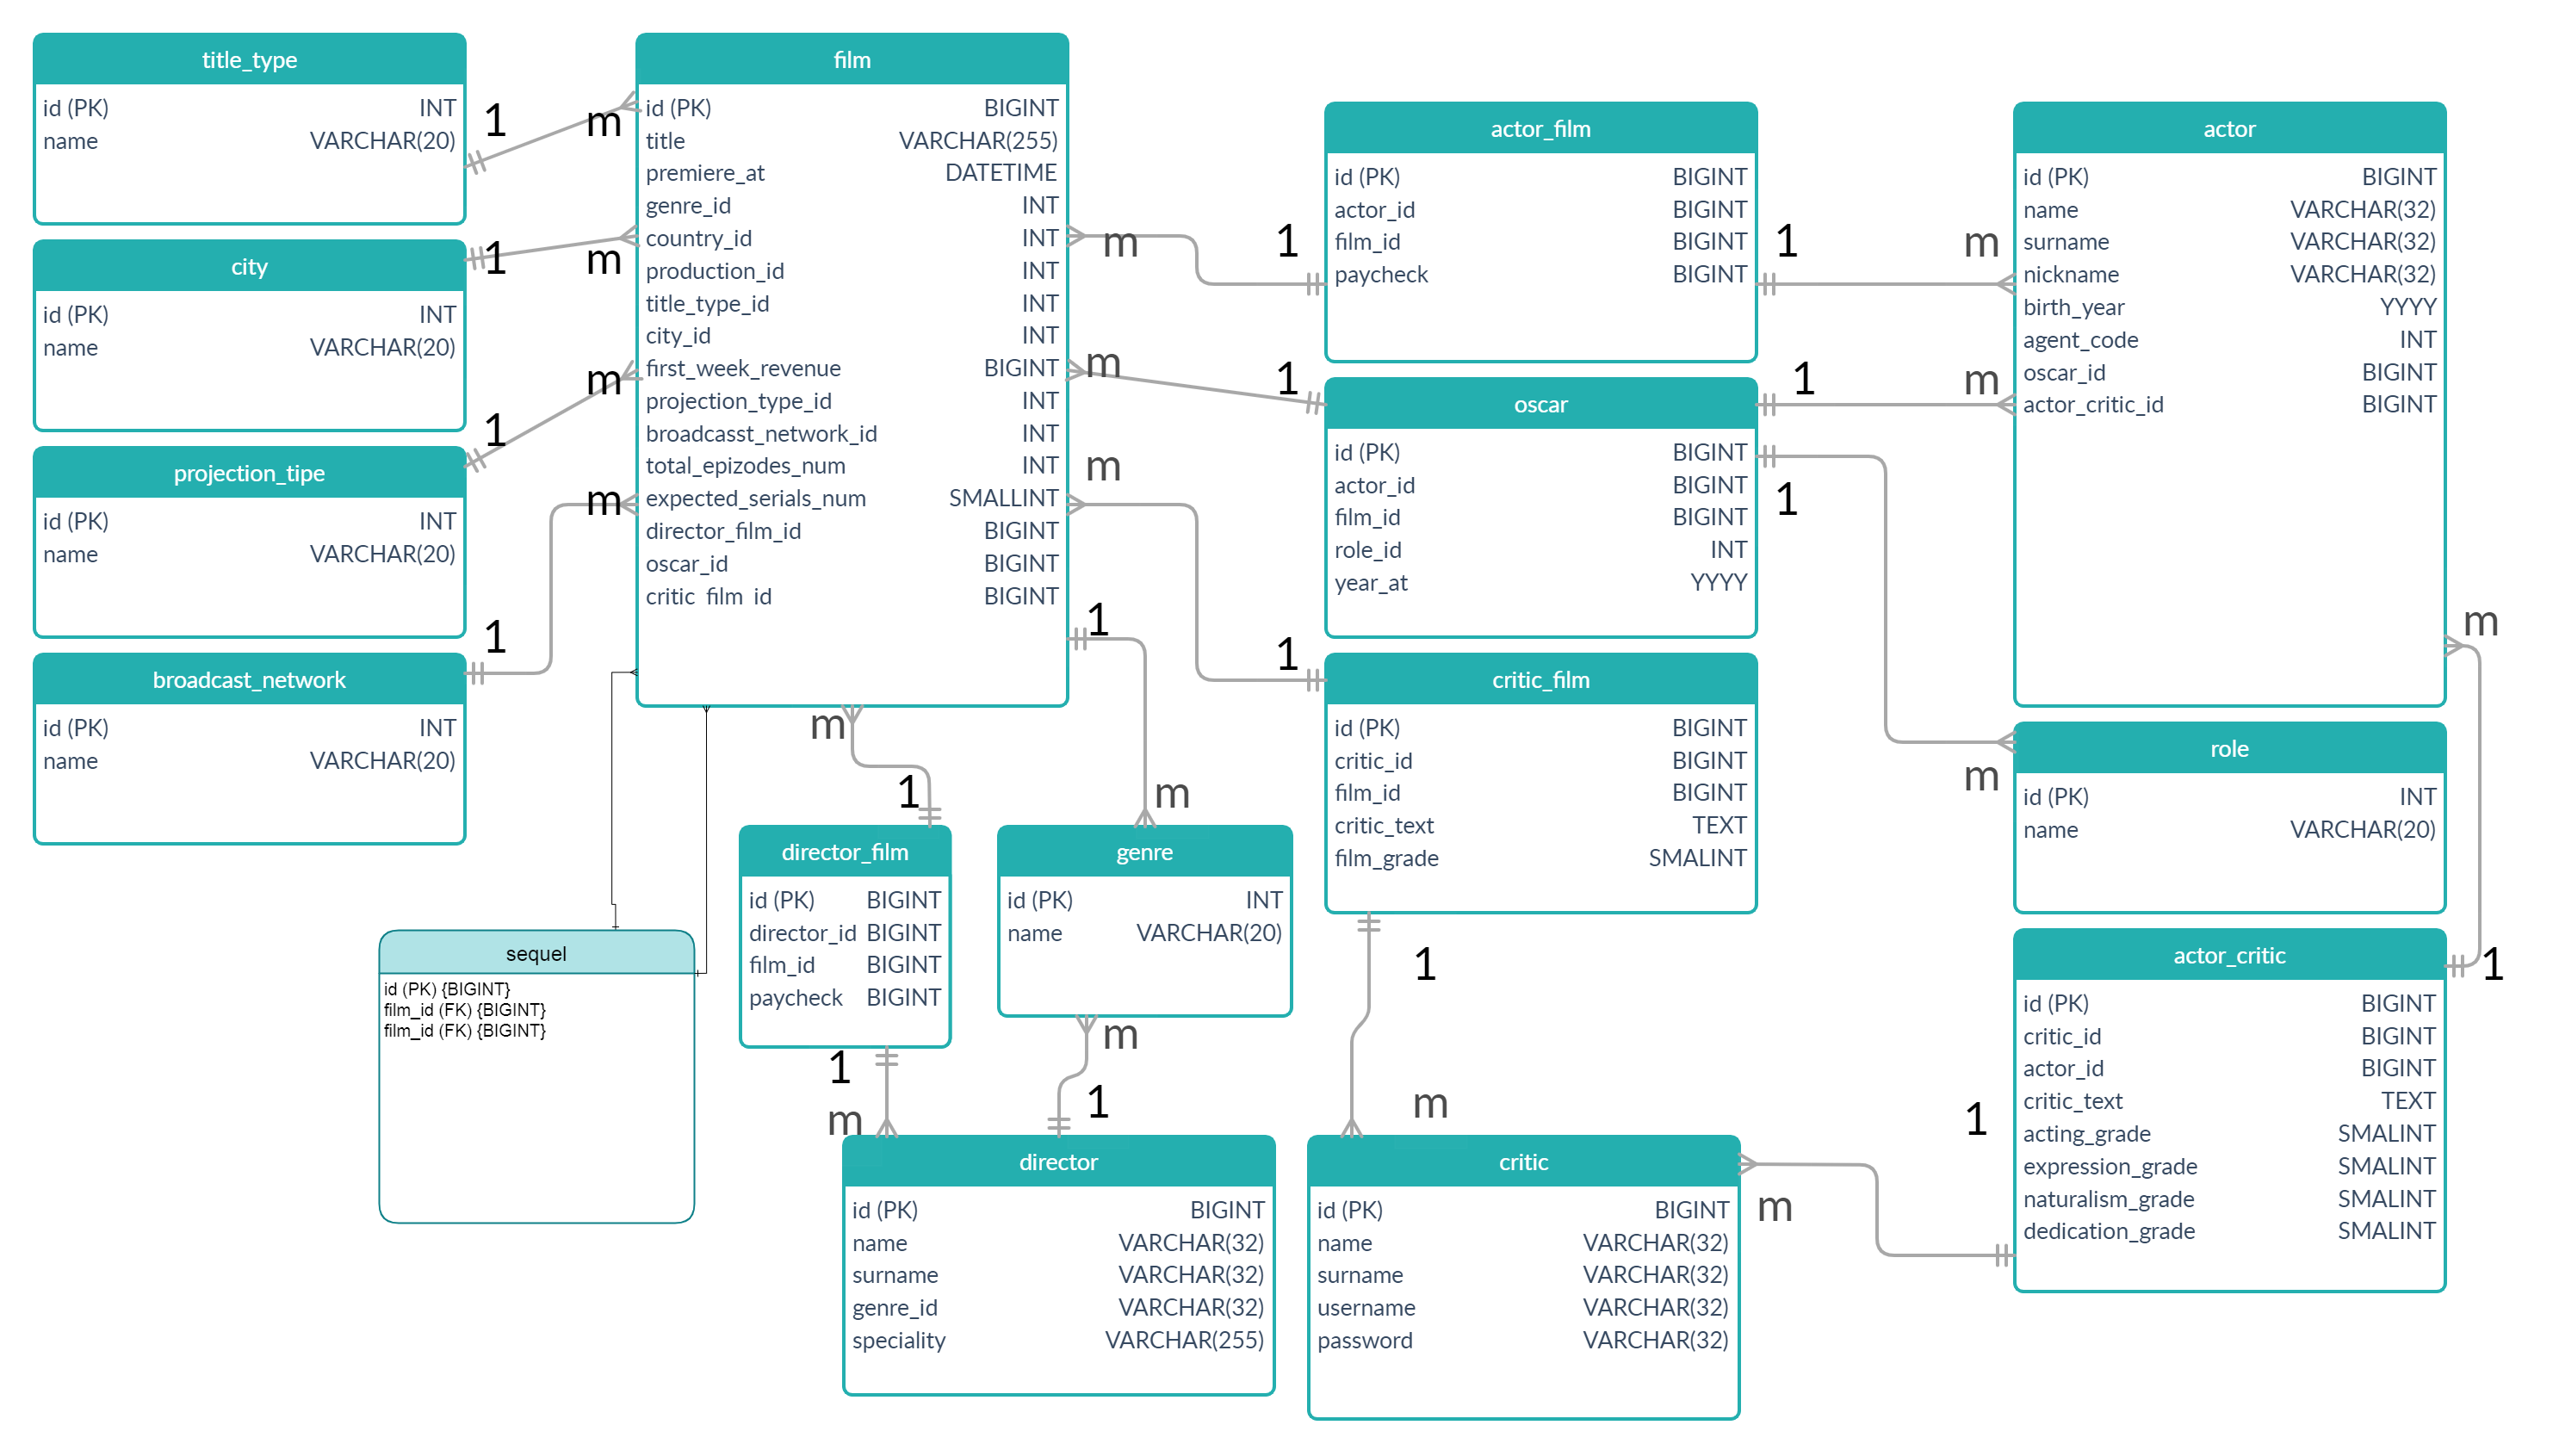 title_type
id (PK) INT
name VARCHAR(20)
1
m
city
id (PK) INT
name VARCHAR(20)
1
m
projection_tipe
id (PK) INT
name VARCHAR(20)
1
m
broadcast_network
id (PK) INT
name VARCHAR(20)
1
m
film
id (PK) BIGINT
title VARCHAR(255)
premiere_at DATETIME
genre_id INT
country_id INT
production_id INT
title_type_id INT
city_id INT
first_week_revenue BIGINT
projection_type_id INT
broadcasst_network_id INT
total_epizodes_num INT
expected_serials_num SMALLINT
director_film_id BIGINT
oscar_id BIGINT
critic film id BIGINT
m
1
m
1
m
1
1
m
m
1
actor_film
id (PK) BIGINT
actor_id BIGINT
film_id BIGINT
paycheck BIGINT
1
m
oscar
id (PK) BIGINT
actor_id BIGINT
film_id BIGINT
role_id INT
year_at YYYY
1
m
1
m
critic_film
id (PK) BIGINT
critic_id BIGINT
film_id BIGINT
critic_text TEXT
film_grade SMALINT
1
m
actor
id (PK) BIGINT
name VARCHAR(32)
surname VARCHAR(32)
nickname VARCHAR(32)
birth_year YYYY
agent_code INT
oscar_id BIGINT
actor_critic_id BIGINT
m
1
role
id (PK) INT
name VARCHAR(20)
actor_critic
id (PK) BIGINT
critic_id BIGINT
actor_id BIGINT
critic_text TEXT
acting_grade SMALINT
expression_grade SMALINT
naturalism_grade SMALINT
dedication_grade SMALINT
1
m
sequel
id (PK) {BIGINT}
film_id (FK) {BIGINT}
film_id (FK) {BIGINT}
director_film
id (PK) BIGINT
director_id BIGINT
film_id BIGINT
paycheck BIGINT
1
m
genre
id (PK) INT
name VARCHAR(20)
m
1
director
id (PK) BIGINT
name VARCHAR(32)
surname VARCHAR(32)
genre_id VARCHAR(32)
speciality VARCHAR(255)
critic
id (PK) BIGINT
name VARCHAR(32)
surname VARCHAR(32)
username VARCHAR(32)
password VARCHAR(32)